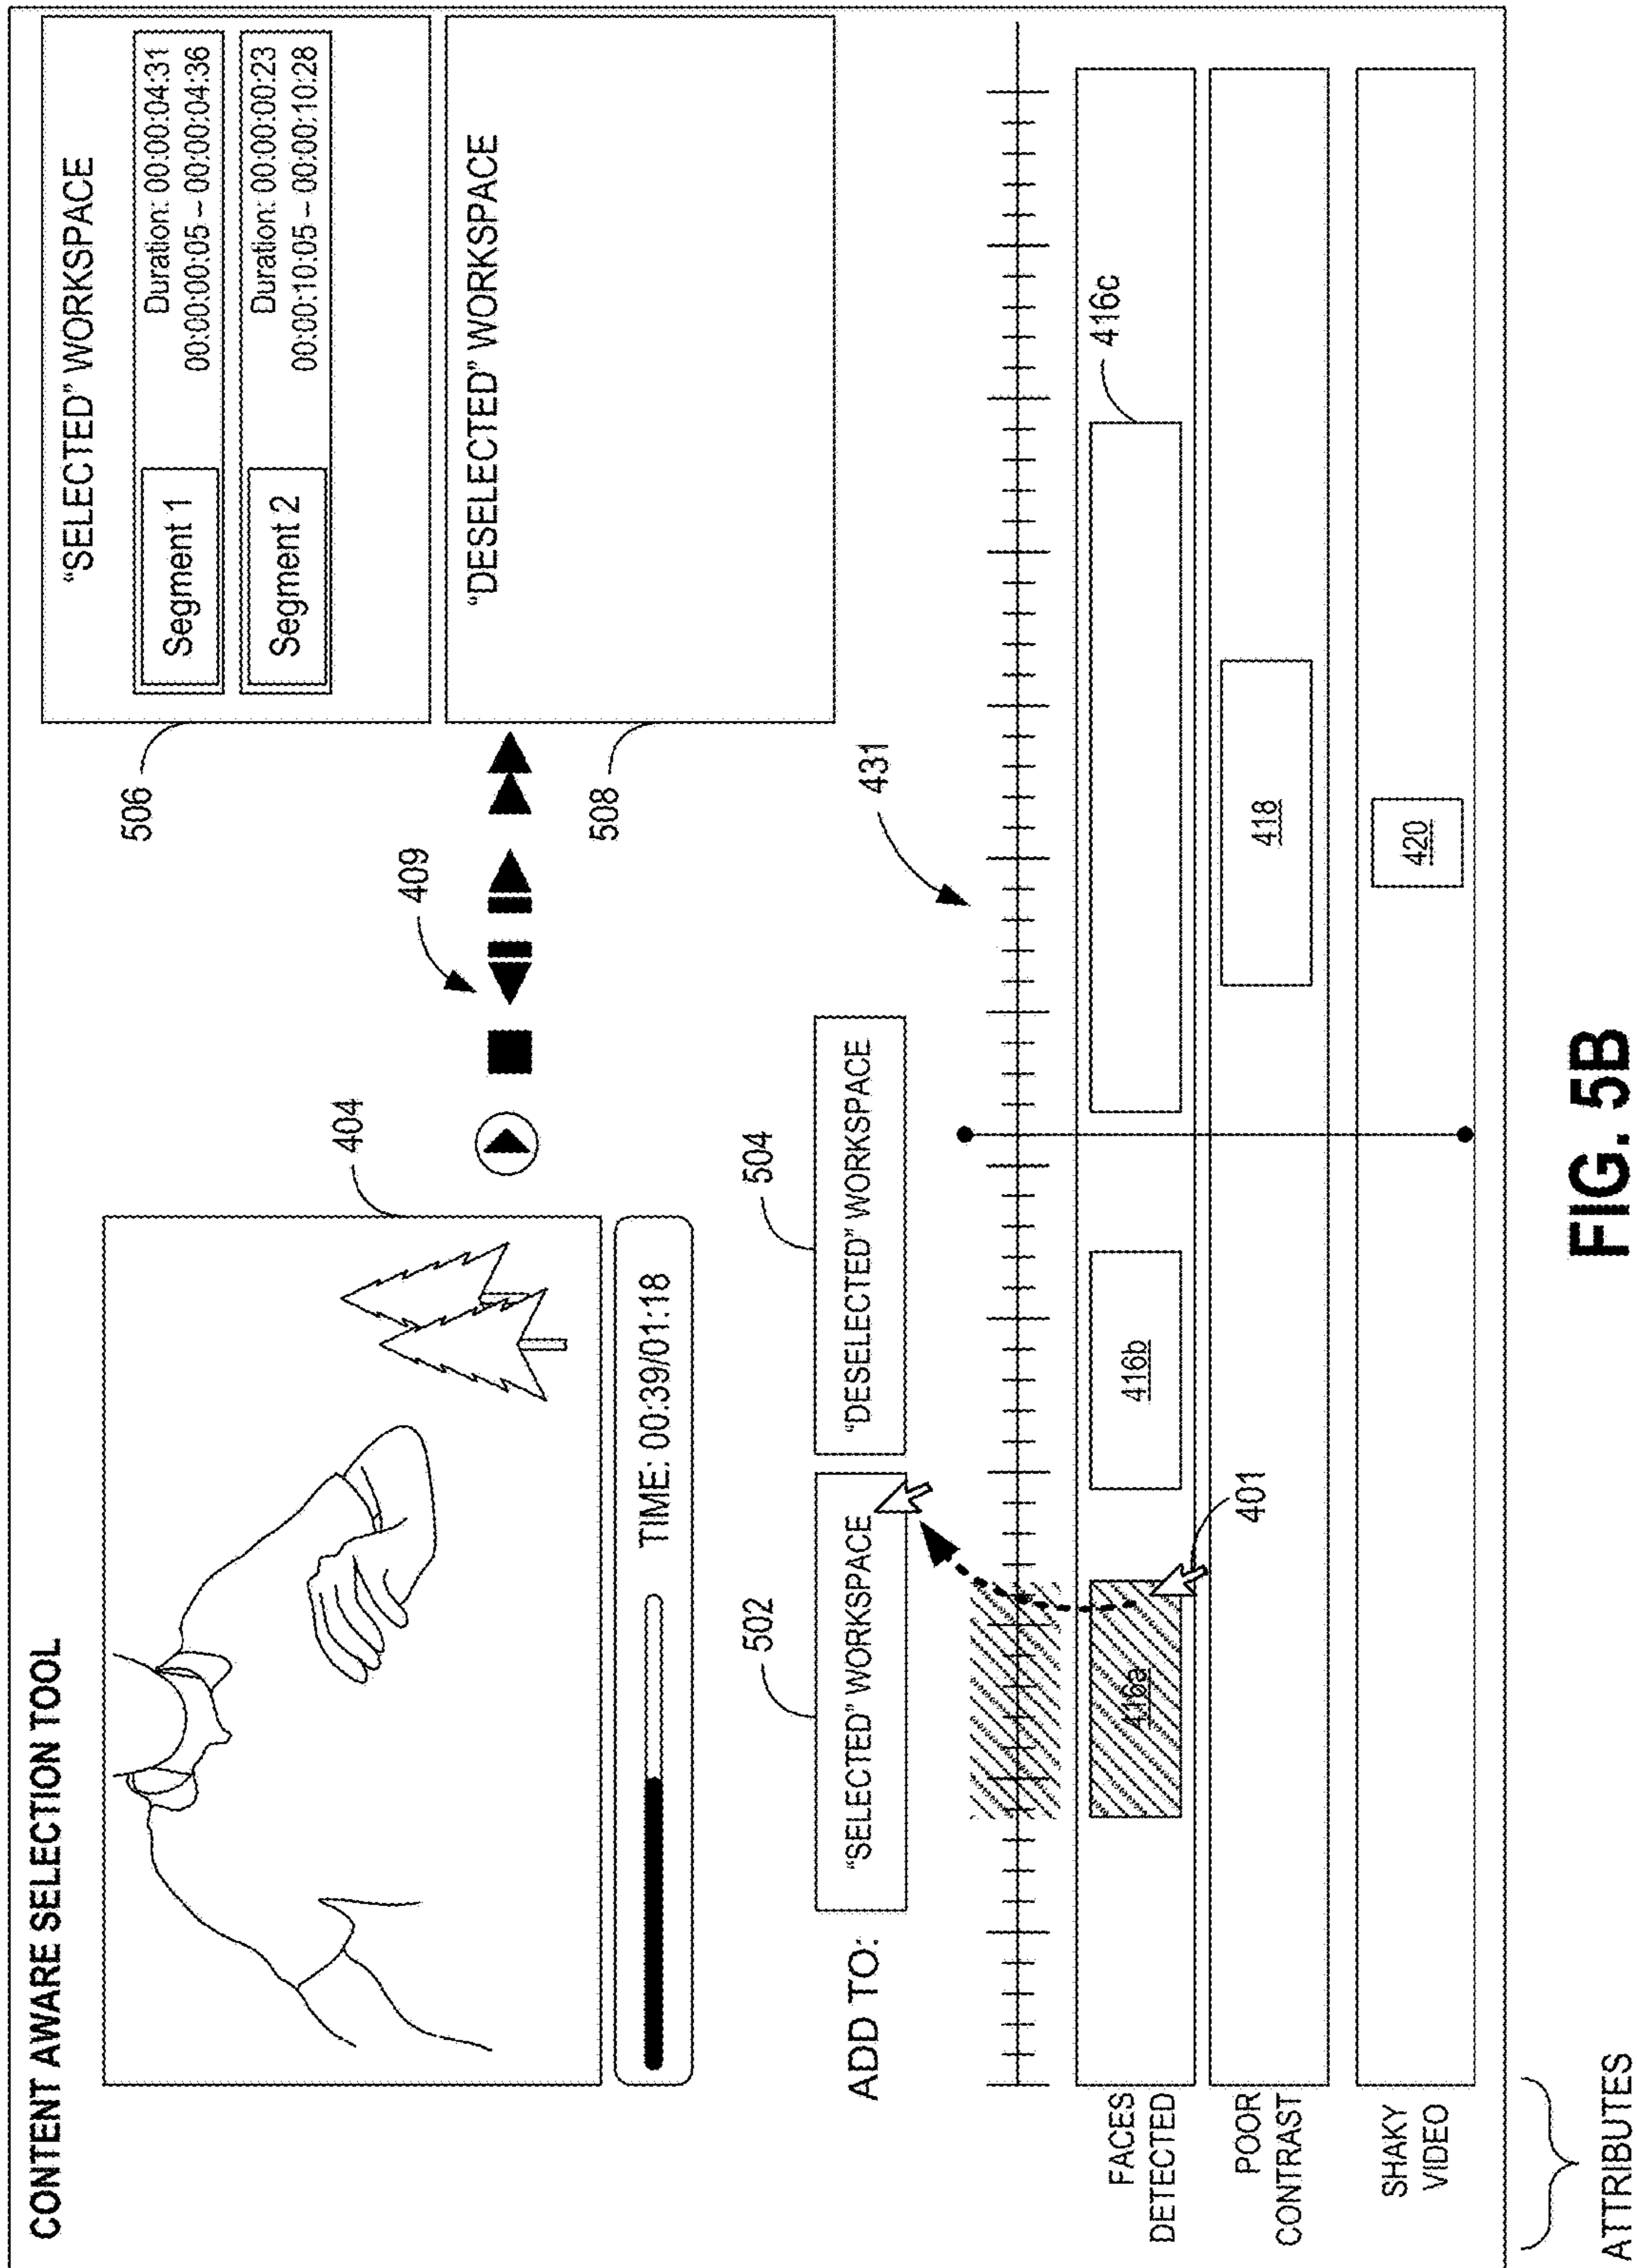 CONTENT AWARE SELECTION TOOL
404
TIME: 00:39/01:18
409
506
"SELECTED" WORKSPACE
Segment 1
Duration: 00:00:04:31
00:00:00:05 – 00:00:04:36
Segment 2
Duration: 00:00:00:23
00:00:10:05 – 00:00:10:28
508
"DESELECTED" WORKSPACE
502
504
ADD TO:
"SELECTED" WORKSPACE
"DESELECTED" WORKSPACE
431
FACES
DETECTED
416a
401
416b
416c
POOR
CONTRAST
418
SHAKY
VIDEO
420
ATTRIBUTES
FIG. 5B